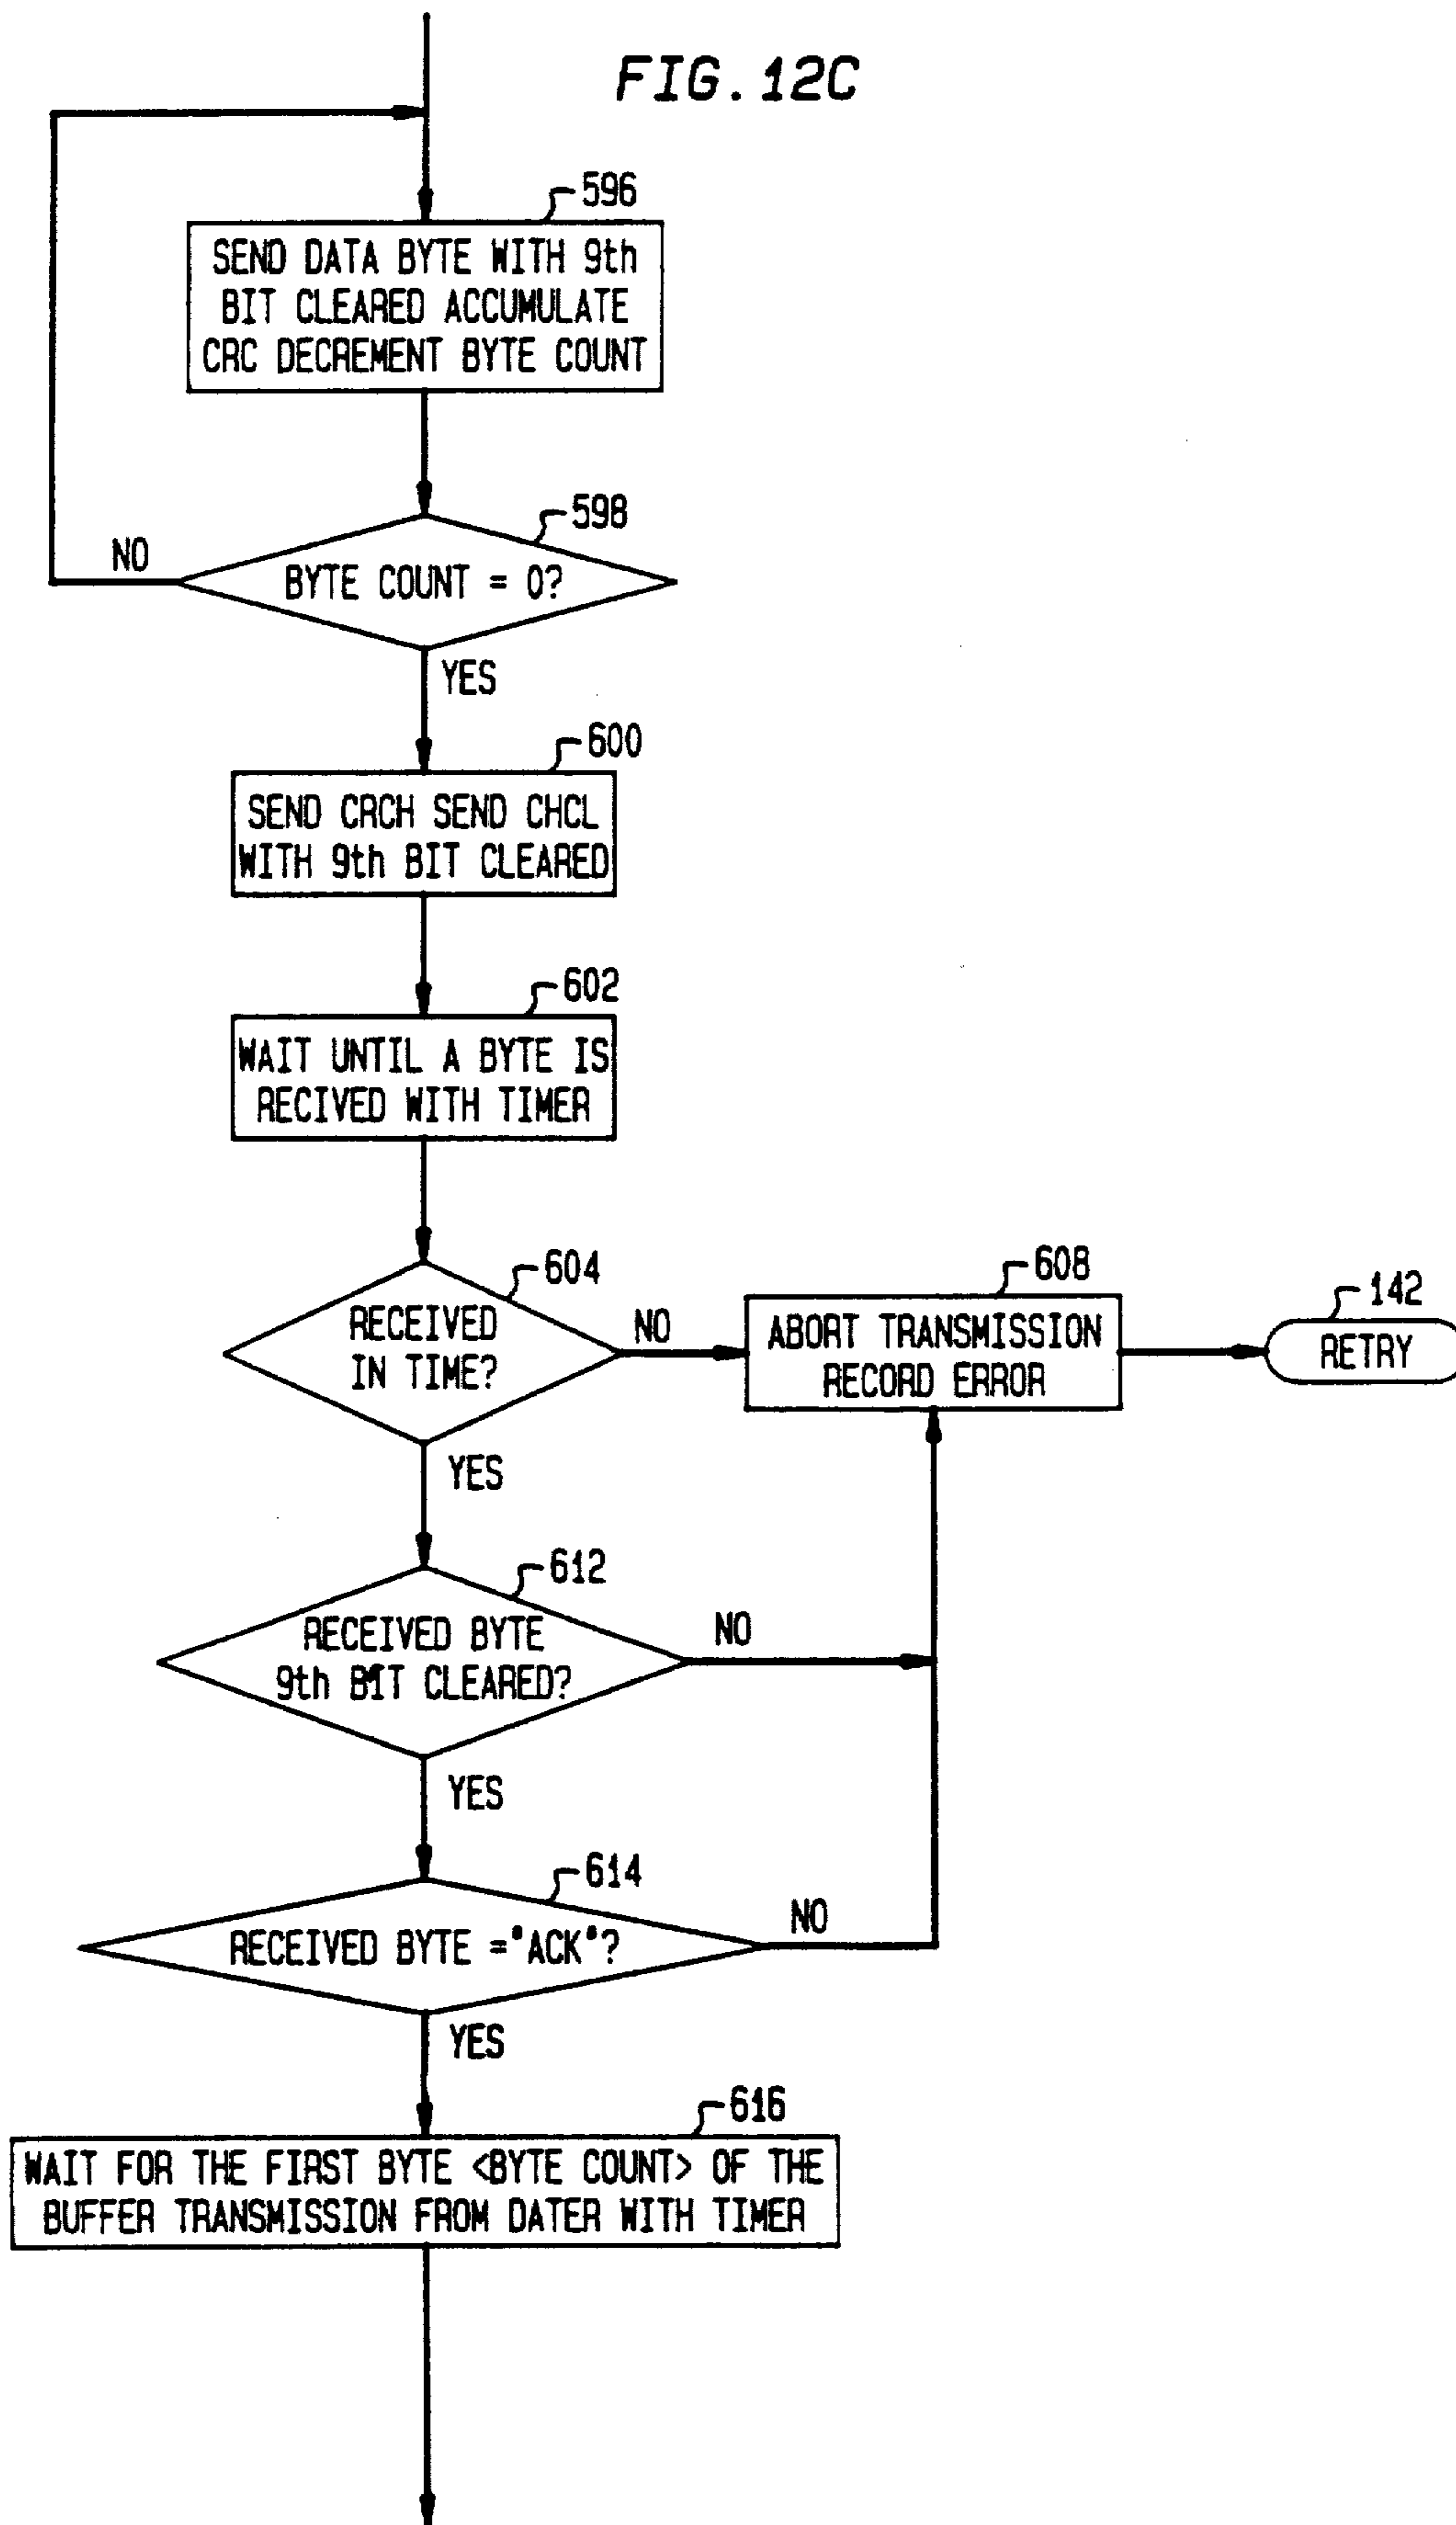 FIG. 12C
596
SEND DATA BYTE WITH 9th
BIT CLEARED ACCUMULATE
CRC DECREMENT BYTE COUNT
598
NO
BYTE COUNT = 0?
YES
600
SEND CRCH SEND CHCL
WITH 9th BIT CLEARED
602
WAIT UNTIL A BYTE IS
RECIVED WITH TIMER
604
RECEIVED
IN TIME?
NO
608
ABORT TRANSMISSION
RECORD ERROR
142
RETRY
YES
612
RECEIVED BYTE
9th BIT CLEARED?
NO
YES
614
RECEIVED BYTE ="ACK"?
NO
YES
616
WAIT FOR THE FIRST BYTE <BYTE COUNT> OF THE
BUFFER TRANSMISSION FROM DATER WITH TIMER